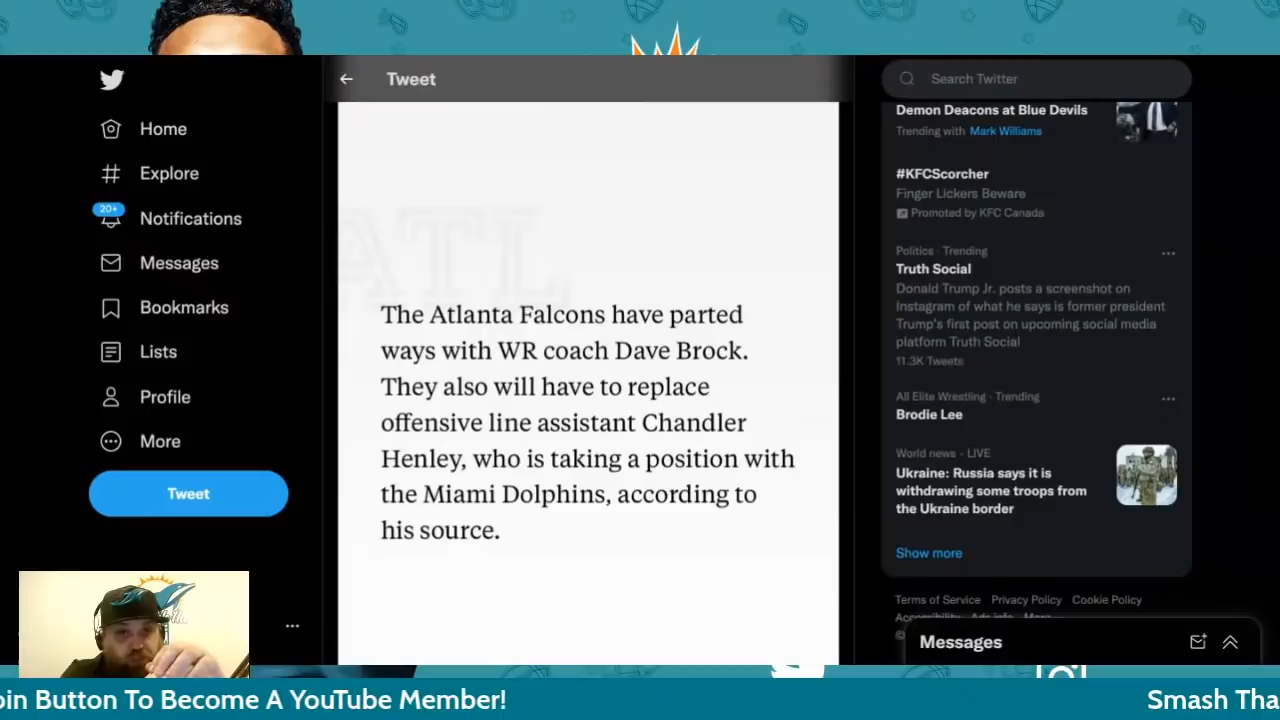 Tweet
Search Twitter
Home
Explore
20+
Notifications
Messages
Bookmarks
Lists
Profile
More
Tweet
ATL
The Atlanta Falcons have parted
ways with WR coach Dave Brock.
They also will have to replace
offensive line assistant Chandler
Henley, who is taking a position with
the Miami Dolphins, according to
his source.
Demon Deacons at Blue Devils
Trending with Mark Williams
#KFCScorcher
Finger Lickers Beware
Promoted by KFC Canada
Politics · Trending
Truth Social
Donald Trump Jr. posts a screenshot on
Instagram of what he says is former president
Trump's first post on upcoming social media
platform Truth Social
11.3K Tweets
All Elite Wrestling · Trending
Brodie Lee
World news · LIVE
Ukraine: Russia says it is
withdrawing some troops from
the Ukraine border
Show more
Terms of Service Privacy Policy Cookie Policy
Messages
oin Button To Become A YouTube Member!
Smash Tha